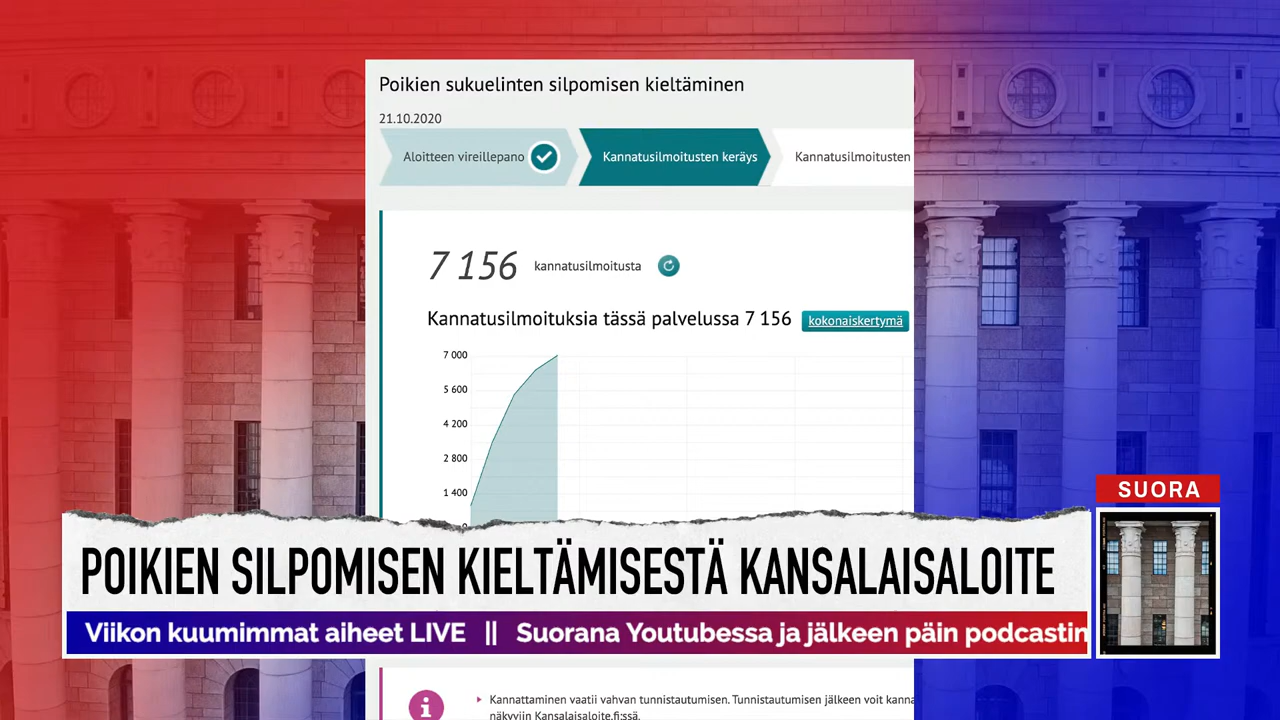 Poikien sukuelinten silpomisen kieltäminen
21.10.2020
Aloitteen vireillepano
Kannatusilmoitusten keräys
Kannatusilmoitusten
7 156 kannatusilmoitusta
Kannatusilmoituksia tässä palvelussa 7 156 kokonaiskertymä
7 000
5 600
4 200
2 800
1 400
SUORA
POIKIEN SILPOMISEN KIELTÄMISESTÄ KANSALAISALOITE
Viikon kuumimmat aiheet LIVE || Suorana Youtubessa ja jälkeen päin podcastin
Kannattaminen vaatii vahvan tunnistautumisen. Tunnistautumisen jälkeen voit kanna
näkyviin Kansalaisaloite.fi:ssä.